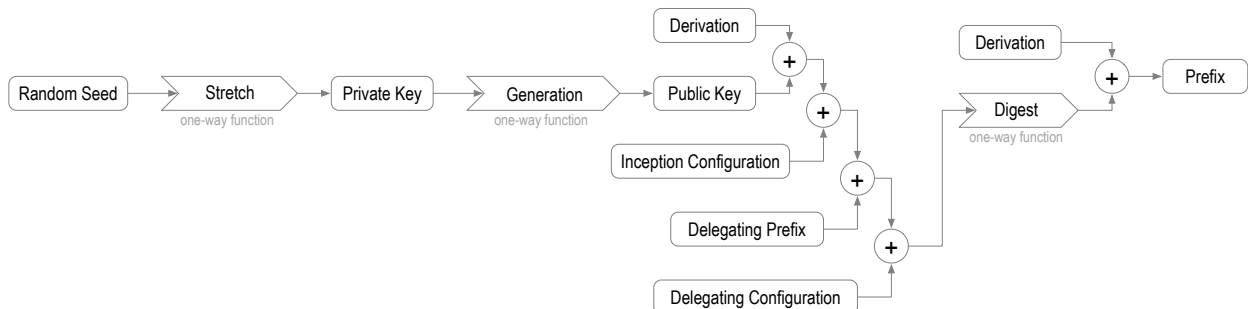 Derivation
Derivation
+
+
Random Seed
Stretch
one-way function
Private Key
Generation
one-way function
Public Key
Prefix
+
Digest
one-way function
Inception Configuration
+
Delegating Prefix
+
Delegating Configuration